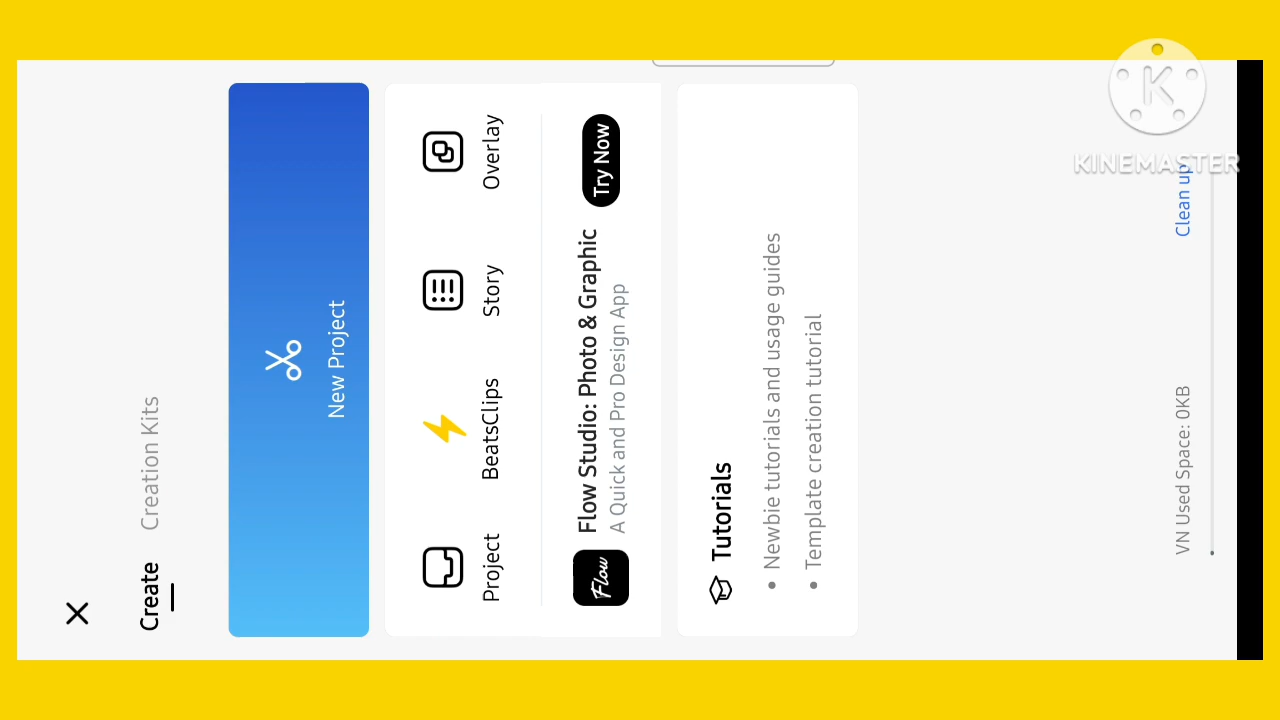 Create Creation Kits
New Project
Project BeatsClips Story Overlay
Flow
Flow Studio: Photo & Graphic
A Quick and Pro Design App
Try Now
Tutorials
• Newbie tutorials and usage guides
• Template creation tutorial
VN Used Space: 0KB Clean up
K
KINEMASTER